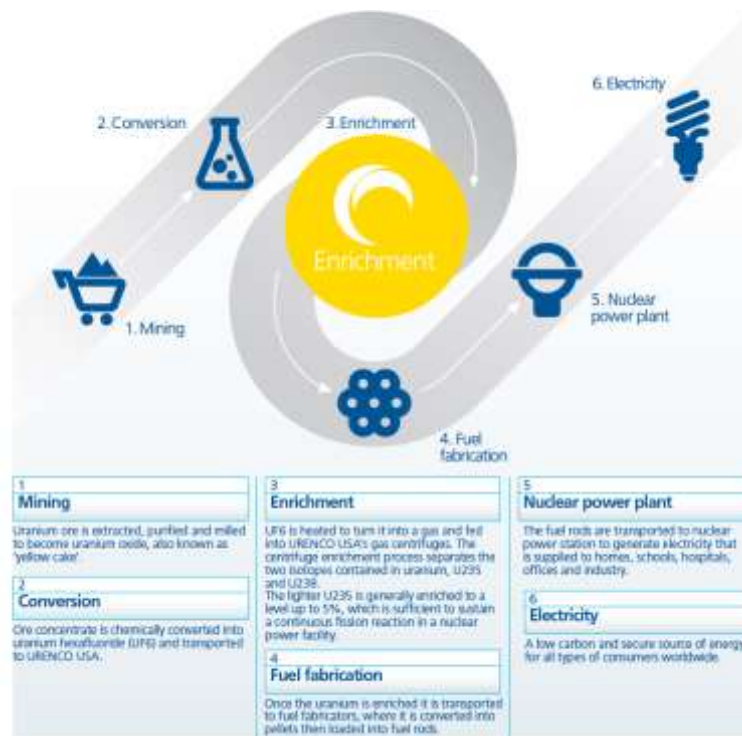 6. Electricity
2. Conversion
3. Enrichment
Enrichment
5. Nuclear
power plant
1. Mining
4. Fuel
fabrication
1
Mining
Uranium ore is extracted, purified and milled
to become uranium oxide, also known as
'yellow cake'
2
Conversion
Ore concentrate is chemically converted into
uranium hexafluoride (UF6) and transported
to URENCO USA.
3
Enrichment
UF6 is heated to turn it into a gas and fed
into URENCO USA's gas centrifuges. The
centrifuge enrichment process separates the
two isotopes contained in uranium, U235
and U238.
The lighter U235 is generally enriched to a
level up to 5%, which is sufficient to sustain
a continuous fission reaction in a nuclear
power facility.
4
Fuel fabrication
Once the uranium is enriched it is transported
to fuel fabricators, where it is converted into
pellets then loaded into fuel rods.
5
Nuclear power plant
The fuel rods are transported to nuclear
power station to generate electricity that
is supplied to homes, schools, hospitals,
offices and industry.
6
Electricity
A low carbon and secure source of energy
for all types of consumers worldwide.